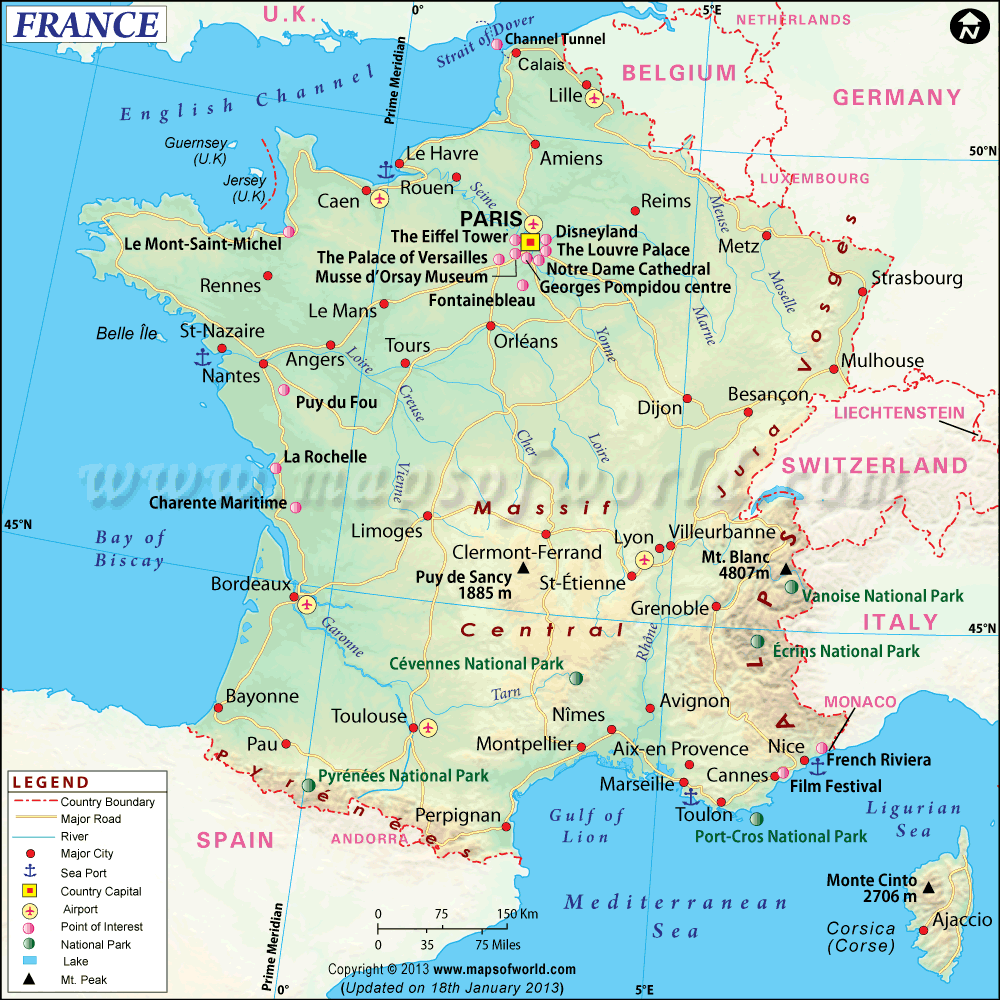 FRANCE
U.K.
5°E
NETHERLANDS
N
Strait of Dover
Channel Tunnel
Calais
BELGIUM
GERMANY
English Channel
Prime Meridian
Lille
50°N
Guernsey
(U.K)
Jersey
(U.K)
Le Havre
Amiens
LUXEMBOURG
Rouen
Caen
Seine
Reims
Meuse
PARIS
Le Mont-Saint-Michel
The Eiffel Tower
Disneyland
Metz
The Palace of Versailles
The Louvre Palace
Musse d'Orsay Museum
Notre Dame Cathedral
Georges Pompidou centre
Fontainebleau
Rennes
Moselle
Strasbourg
Vosges
Le Mans
Marne
Belle Île
St-Nazaire
Orléans
Yonne
Angers
Loire
Tours
Mulhouse
Nantes
Creuse
Besançon
Puy du Fou
Dijon
LIECHTENSTEIN
Cher
Loire
Jura
La Rochelle
Vienne
SWITZERLAND
www.mapsofworld.com
Charente Maritime
Massif
45°N
Limoges
Villeurbanne
Bay of
Biscay
Lyon
Clermont-Ferrand
Mt. Blanc
4807m
Puy de Sancy
1885 m
St-Étienne
ALPS
Bordeaux
Vanoise National Park
Grenoble
ITALY
Garonne
Central
Rhône
45°N
Écrins National Park
Cévennes National Park
Bayonne
Tarn
Avignon
MONACO
Toulouse
Nîmes
Pau
Montpellier
Aix-en Provence
Nice
French Riviera
Pyrénées
Pyrénées National Park
Marseille
Cannes
Film Festival
Perpignan
Gulf of
Lion
Toulon
Ligurian
Sea
Port-Cros National Park
SPAIN
ANDORRA
LEGEND
Country Boundary
Major Road
River
Major City
Sea Port
Country Capital
Airport
Point of Interest
National Park
Lake
Mt. Peak
Monte Cinto
2706 m
Mediterranean
Sea
Ajaccio
Corsica
(Corse)
0 75 150 Km
0 35 75 Miles
Prime Meridian
Copyright © 2013 www.mapsofworld.com
(Updated on 18th January 2013)
0°
5°E